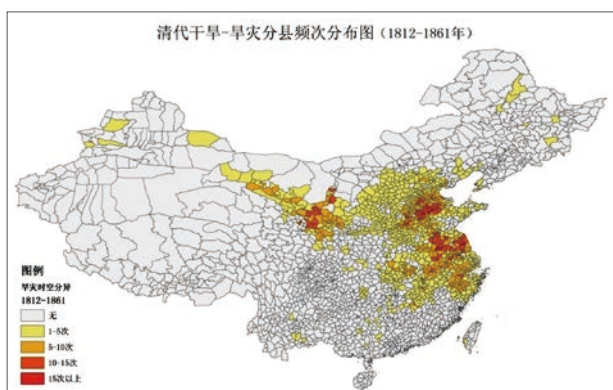 清代干旱-旱灾分县频次分布图(1812-1861年)
图例
旱灾时空分异
1812-1861
无
1-5次
5-10次
10-15次
15次以上